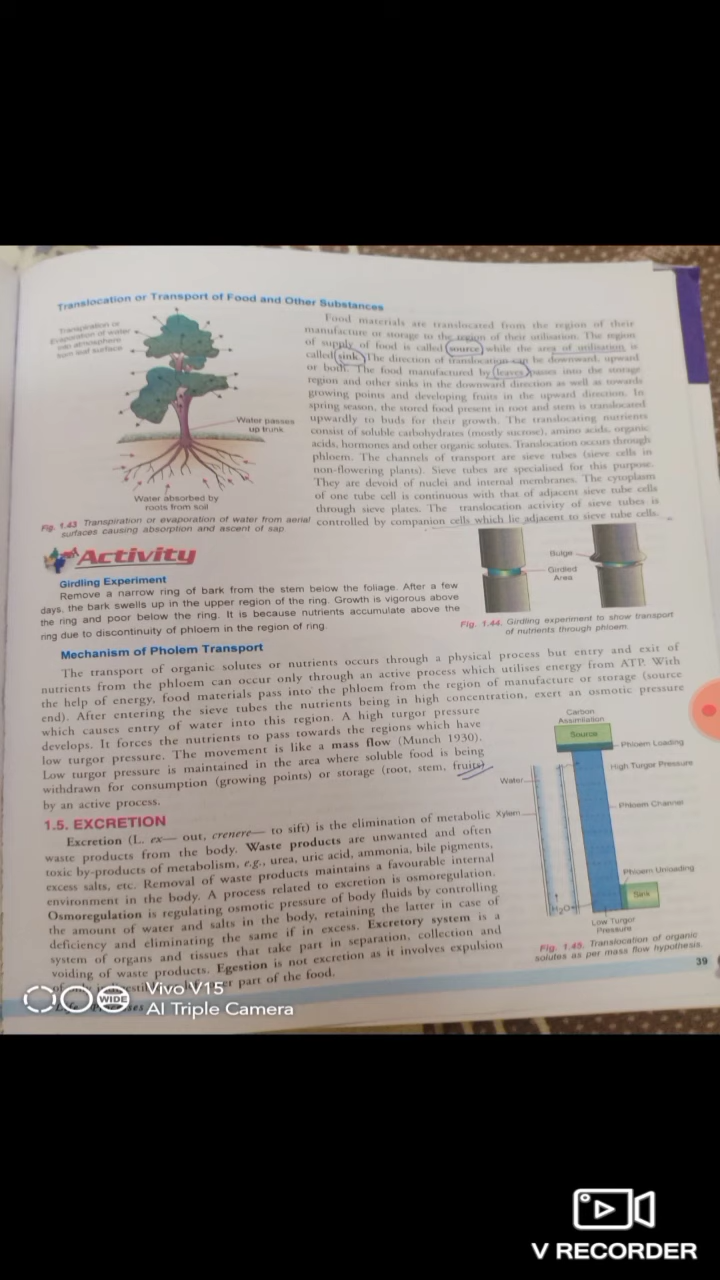 Translocation or Transport of Food and Other Substances
Transpiration or
Evaporation of water
into atmosphere
from leaf surface
Water passes
up trunk
Water absorbed by
roots from soil
Fig. 1.43 Transpiration or evaporation of water from aerial
surfaces causing absorption and ascent of sap.
Food materials are translocated from the region of their
manufacture or storage to the region of their utilisation. The region
of supply of food is called source while the area of utilisation is
called sink. The direction of translocation can be downward, upward
or both. The food manufactured by leaves passes into the storage
region and other sinks in the downward direction as well as towards
growing points and developing fruits in the upward direction. In
spring season, the stored food present in root and stem is translocated
upwardly to buds for their growth. The translocating nutrients
consist of soluble carbohydrates (mostly sucrose), amino acids, organic
acids, hormones and other organic solutes. Translocation occurs through
phloem. The channels of transport are sieve tubes (sieve cells in
non-flowering plants). Sieve tubes are specialised for this purpose.
They are devoid of nuclei and internal membranes. The cytoplasm
of one tube cell is continuous with that of adjacent sieve tube cells
through sieve plates. The translocation activity of sieve tubes is
controlled by companion cells which lie adjacent to sieve tube cells.
Activity
Girdling Experiment
Remove a narrow ring of bark from the stem below the foliage. After a few
days, the bark swells up in the upper region of the ring. Growth is vigorous above
the ring and poor below the ring. It is because nutrients accumulate above the
ring due to discontinuity of phloem in the region of ring.
Bulge
Girdled
Area
Fig. 1.44. Girdling experiment to show transport
of nutrients through phloem.
Mechanism of Pholem Transport
The transport of organic solutes or nutrients occurs through a physical process but entry and exit of
nutrients from the phloem can occur only through an active process which utilises energy from ATP. With
the help of energy, food materials pass into the phloem from the region of manufacture or storage (source
end). After entering the sieve tubes the nutrients being in high concentration, exert an osmotic pressure
which causes entry of water into this region. A high turgor pressure
develops. It forces the nutrients to pass towards the regions which have
low turgor pressure. The movement is like a mass flow (Munch 1930).
Low turgor pressure is maintained in the area where soluble food is being
withdrawn for consumption (growing points) or storage (root, stem, fruits)
by an active process.
1.5. EXCRETION
Excretion (L. ex— out, crenere— to sift) is the elimination of metabolic
waste products from the body. Waste products are unwanted and often
toxic by-products of metabolism, e.g., urea, uric acid, ammonia, bile pigments,
excess salts, etc. Removal of waste products maintains a favourable internal
environment in the body. A process related to excretion is osmoregulation.
Osmoregulation is regulating osmotic pressure of body fluids by controlling
the amount of water and salts in the body, retaining the latter in case of
deficiency and eliminating the same if in excess. Excretory system is a
system of organs and tissues that take part in separation, collection and
voiding of waste products. Egestion is not excretion as it involves expulsion
of only part of the food.
Carbon
Assimilation
Source
Phloem Loading
High Turgor Pressure
Water
Xylem
Phloem Channel
Phloem Unloading
Sink
H2O
Low Turgor
Pressure
Fig. 1.45. Translocation of organic
solutes as per mass flow hypothesis.
39
WIDE
Vivo V15
AI Triple Camera
V RECORDER